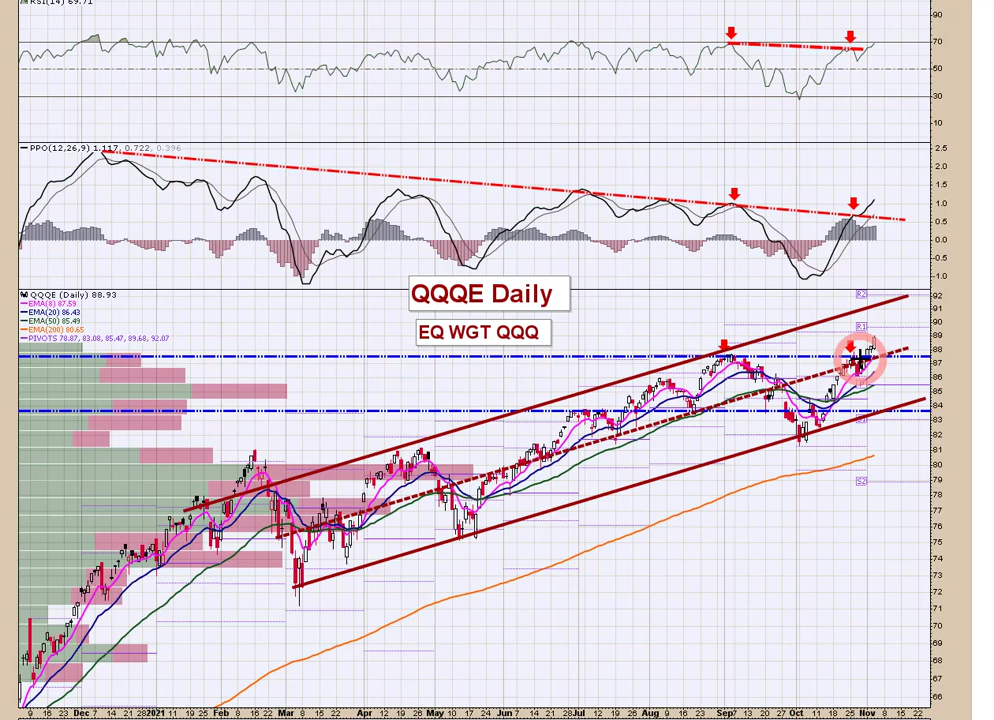 RSI(14) 69.71
90
70
50
30
10
PPO(12,26,9) 1.117, 0.722, 0.396
2.5
2.0
1.5
1.0
0.5
0.0
-0.5
-1.0
QQQE Daily
EQ WGT QQQ
QQQE (Daily) 88.93
EMA(8) 87.59
EMA(20) 86.43
EMA(50) 85.49
EMA(200) 80.65
PIVOTS 78.87, 83.08, 85.47, 89.68, 92.07
R2
R1
S2
92
91
90
89
88
87
86
85
84
83
82
81
80
79
78
77
76
75
74
73
72
71
70
69
68
67
66
9 16 23 Dec 7 14 21 2021 11 19 25 Feb 8 16 22 Mar 8 15 22 Apr 12 19 26 May 10 17 24 Jun 7 14 21 Jul 12 19 26 Aug 9 16 23 Sep 7 13 20 27 Oct 11 18 25 Nov 8 15 22